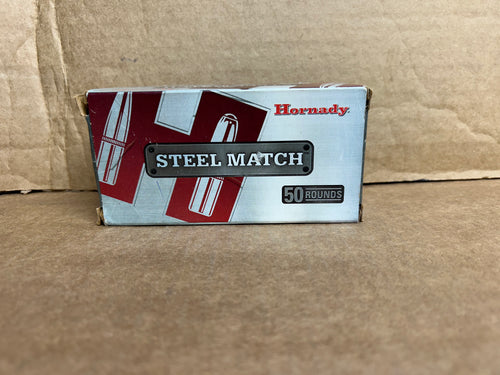 Hornady
STEEL MATCH
50 ROUNDS